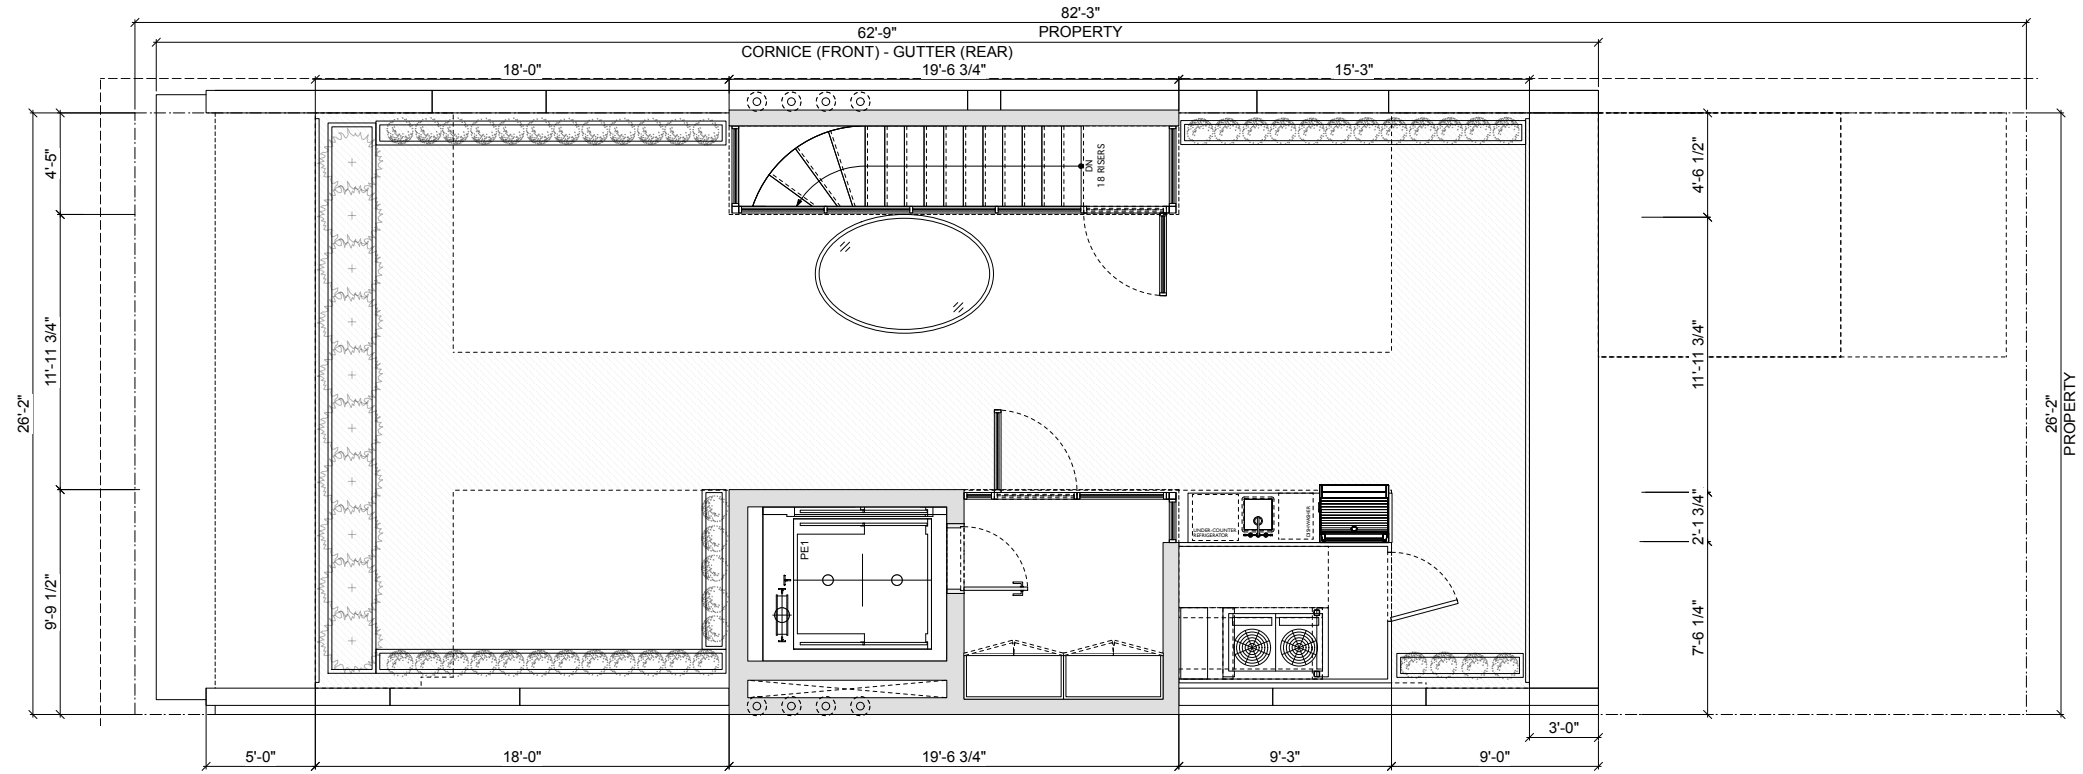 82'-3"
PROPERTY
62'-9"
CORNICE (FRONT) - GUTTER (REAR)
18'-0"
19'-6 3/4"
15'-3"
4'-5"
11'-11 3/4"
9'-9 1/2"
26'-2"
DN
18 RISERS
PE1
UNDER-COUNTER
REFRIGERATOR
DISHWASHER
4'-6 1/2"
11'-11 3/4"
2'-1 3/4"
7'-6 1/4"
26'-2"
PROPERTY
3'-0"
5'-0"
18'-0"
19'-6 3/4"
9'-3"
9'-0"